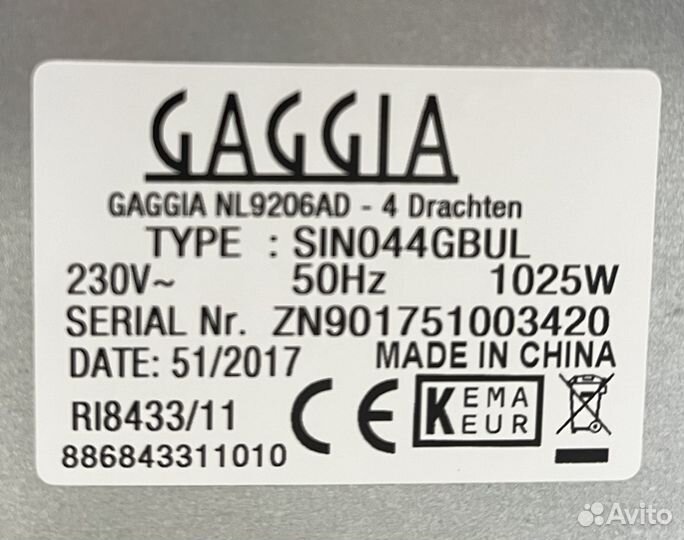 GAGGIA
GAGGIA NL9206AD - 4 Drachten
TYPE : SIN044GBUL
230V~ 50Hz 1025W
SERIAL Nr. ZN901751003420
DATE: 51/2017 MADE IN CHINA
RI8433/11 CE KEMA KEUR
886843311010
Avito